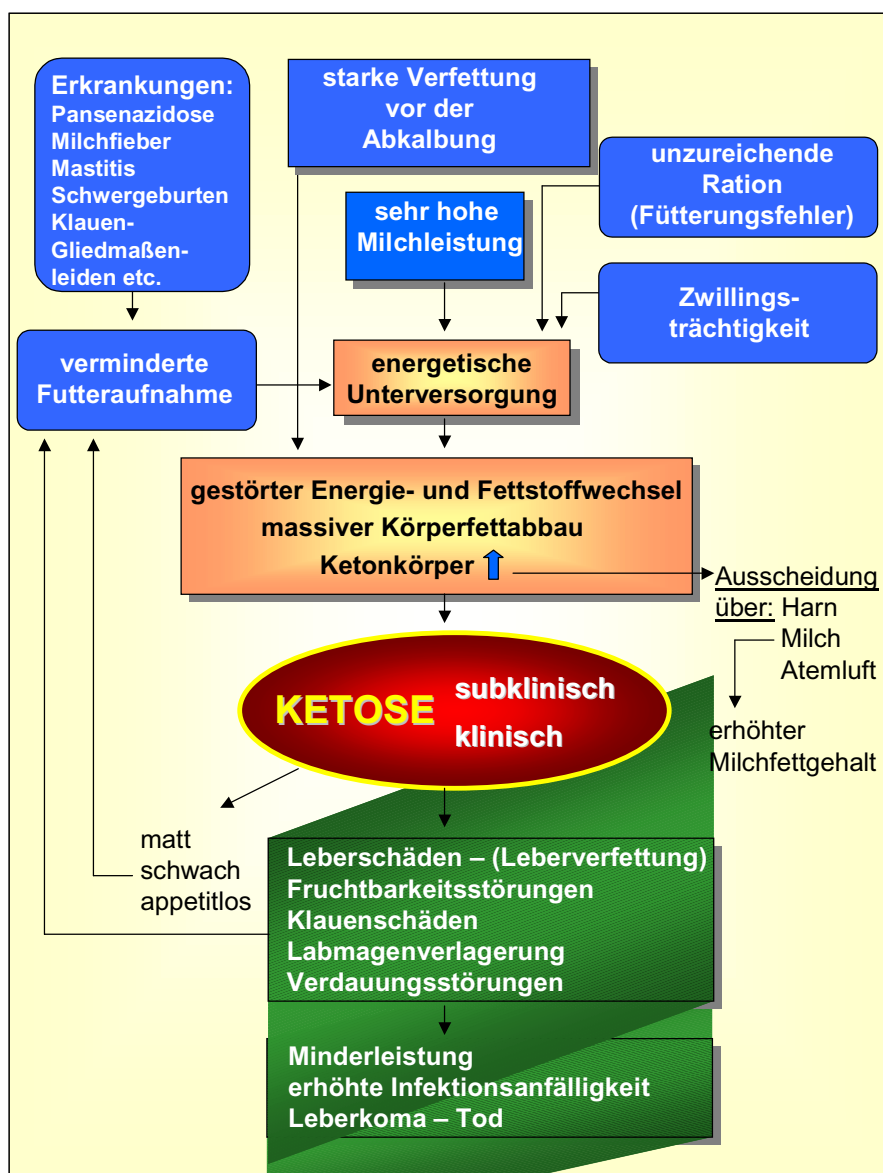 Erkrankungen:
Pansenazidose
Milchfieber
Mastitis
Schwergeburten
Klauen-
Gliedmaßen-
leiden etc.
starke Verfettung
vor der
Abkalbung
unzureichende
Ration
(Fütterungsfehler)
sehr hohe
Milchleistung
Zwillings-
trächtigkeit
verminderte
Futteraufnahme
energetische
Unterversorgung
gestörter Energie- und Fettstoffwechsel
massiver Körperfettabbau
Ketonkörper
Ausscheidung
über: Harn
Milch
Atemluft
KETOSE
subklinisch
klinisch
erhöhter
Milchfettgehalt
matt
schwach
appetitlos
Leberschäden – (Leberverfettung)
Fruchtbarkeitsstörungen
Klauenschäden
Labmagenverlagerung
Verdauungsstörungen
Minderleistung
erhöhte Infektionsanfälligkeit
Leberkoma – Tod